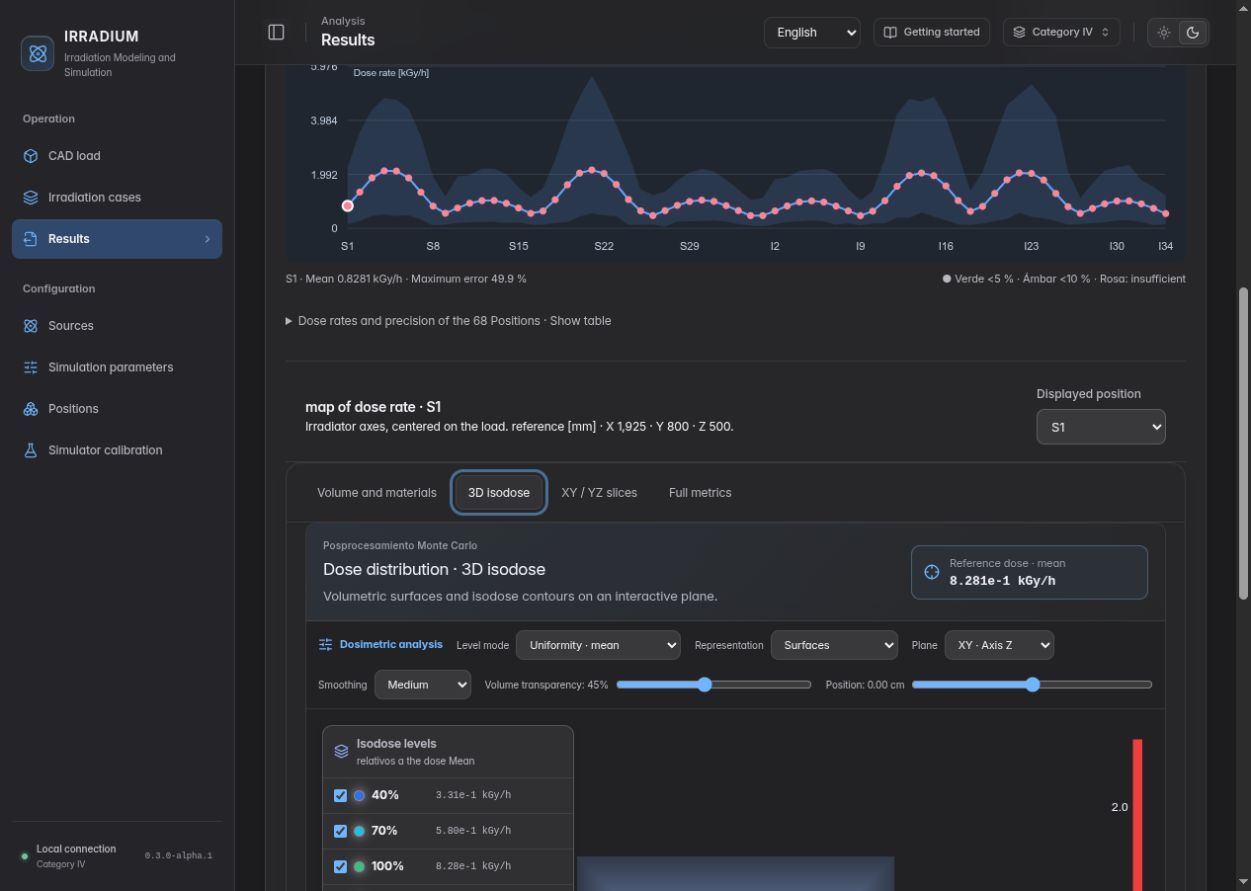 IRRADIUM
Irradiation Modeling and
Simulation
Operation
CAD load
Irradiation cases
Results
Configuration
Sources
Simulation parameters
Positions
Simulator calibration
Local connection
Category IV
0.3.0-alpha.1
Analysis
Results
English
Getting started
Category IV
5.976
Dose rate [kGy/h]
3.984
1.992
0
S1 S8 S15 S22 S29 I2 I9 I16 I23 I30 I34
S1 · Mean 0.8281 kGy/h · Maximum error 49.9 %
Verde <5 % · Ámbar <10 % · Rosa: insufficient
Dose rates and precision of the 68 Positions · Show table
map of dose rate · S1
Irradiator axes, centered on the load. reference [mm] · X 1,925 · Y 800 · Z 500.
Displayed position
S1
Volume and materials
3D isodose
XY / YZ slices
Full metrics
Posprocesamiento Monte Carlo
Dose distribution · 3D isodose
Volumetric surfaces and isodose contours on an interactive plane.
Reference dose · mean
8.281e-1 kGy/h
Dosimetric analysis
Level mode
Uniformity · mean
Representation
Surfaces
Plane
XY · Axis Z
Smoothing
Medium
Volume transparency: 45%
Position: 0.00 cm
Isodose levels
relativos a the dose Mean
40% 3.31e-1 kGy/h
70% 5.80e-1 kGy/h
100% 8.28e-1 kGy/h
2.0